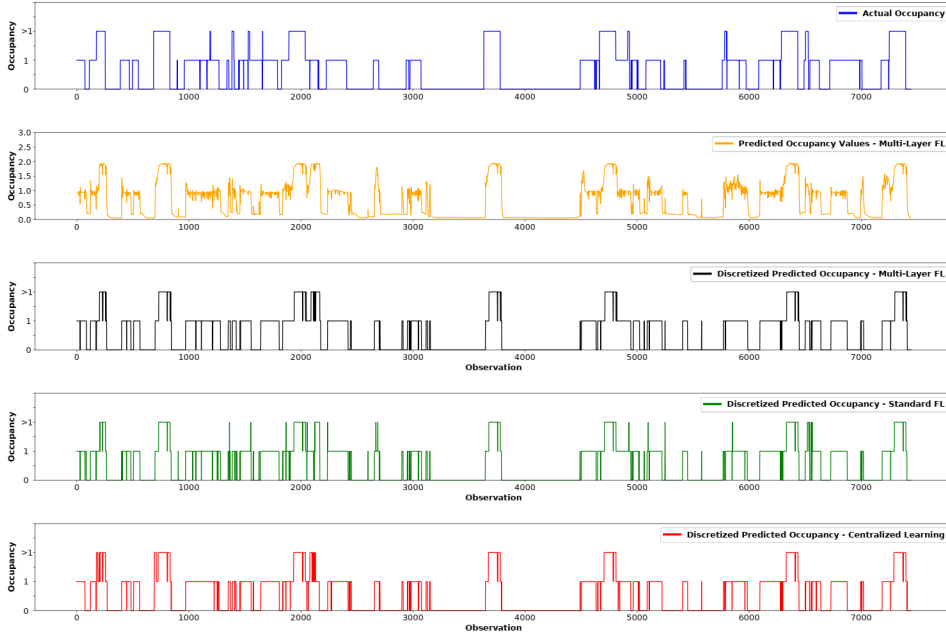 Actual Occupancy
Occupancy
>1
1
0
0 1000 2000 3000 4000 5000 6000 7000
Predicted Occupancy Values - Multi-Layer FL
Occupancy
3.0
2.5
2.0
1.5
1.0
0.5
0.0
0 1000 2000 3000 4000 5000 6000 7000
Discretized Predicted Occupancy - Multi-Layer FL
Occupancy
>1
1
0
0 1000 2000 3000 4000 5000 6000 7000
Observation
Discretized Predicted Occupancy - Standard FL
Occupancy
>1
1
0
0 1000 2000 3000 4000 5000 6000 7000
Observation
Discretized Predicted Occupancy - Centralized Learning
Occupancy
>1
1
0
0 1000 2000 3000 4000 5000 6000 7000
Observation